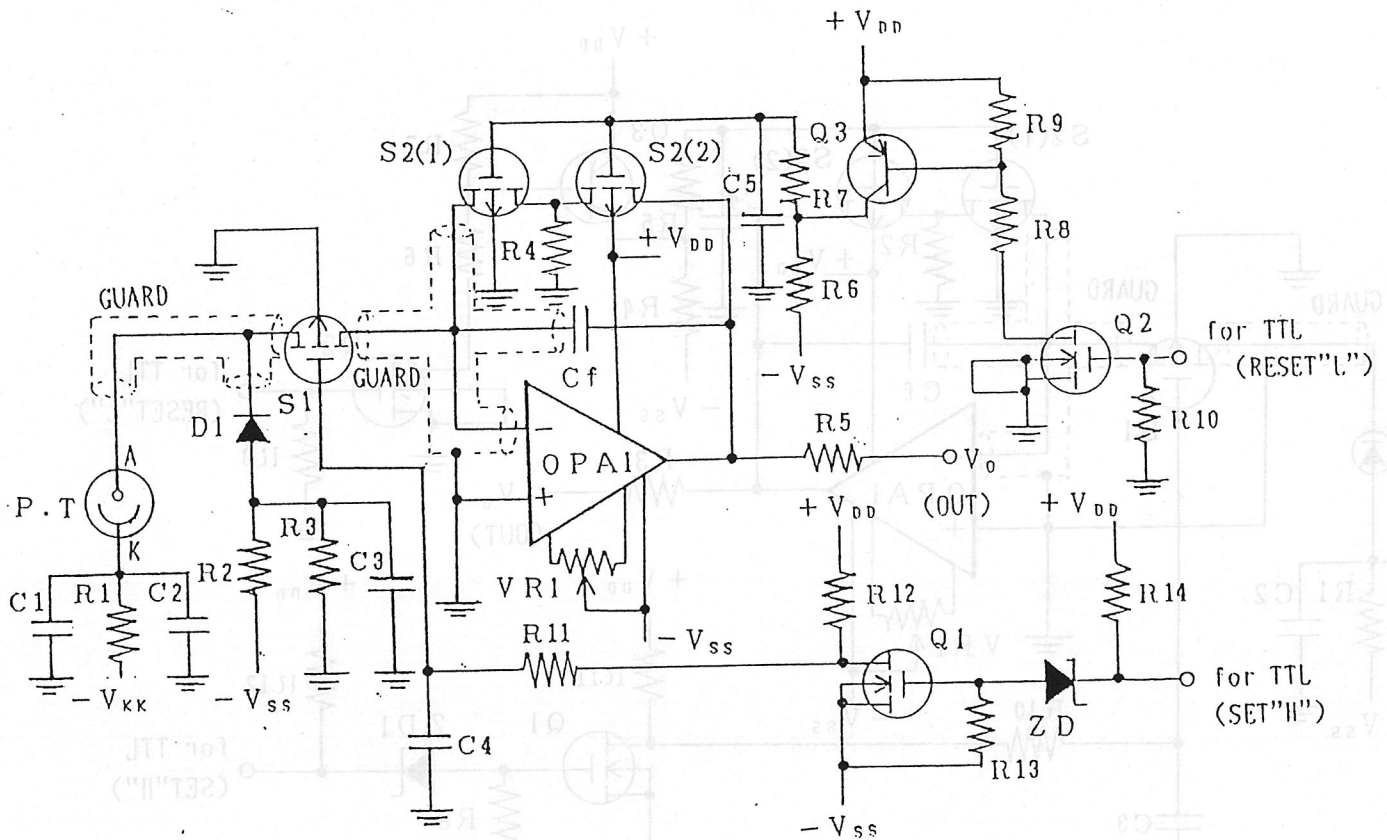 + V_DD
Q3
R9
S2(1)
S2(2)
C5
R7
R8
R4
+ V_DD
R6
GUARD
Q2
for TTL
(RESET"L")
Cf
GUARD
- V_SS
S1
R10
D1
−
OPA1
R5
V_O
A
+
(OUT)
+ V_DD
+ V_DD
P.T
K
R3
R2
C3
C1
R1
C2
VR1
R12
R14
R11
- V_SS
Q1
for TTL
(SET"H")
- V_KK
- V_SS
ZD
C4
R13
- V_SS